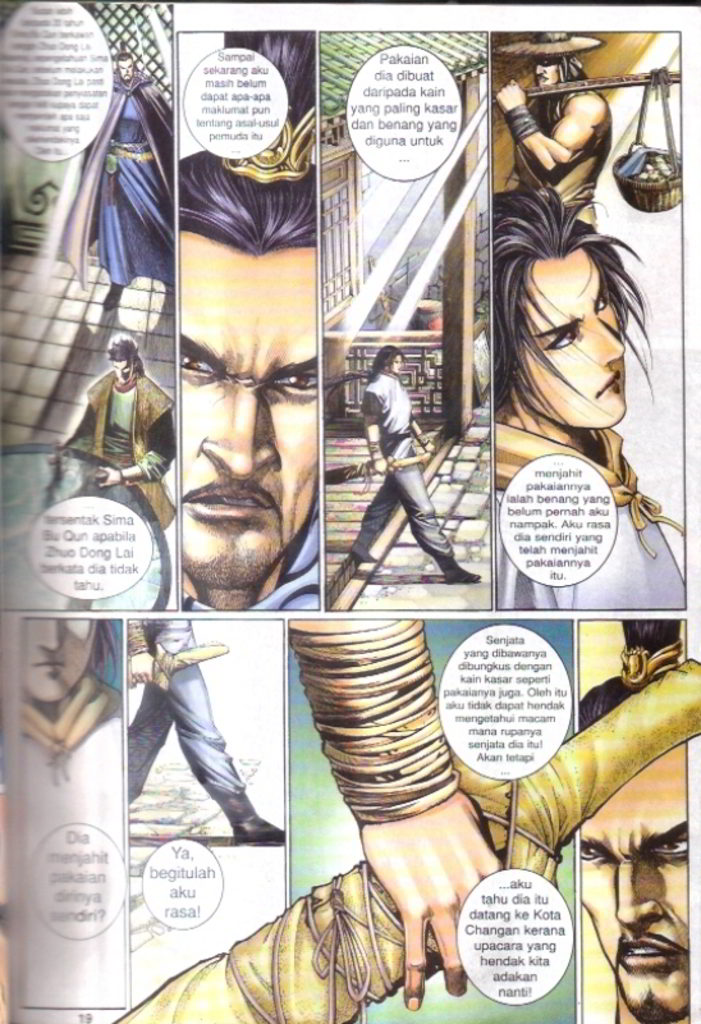 Sampai
sekarang aku
masih belum
dapat apa-apa
maklumat pun
tentang asal-usul
pemuda itu
Pakaian
dia dibuat
daripada kain
yang paling kasar
dan benang yang
diguna untuk
...
tersentak Sima
Bu Qun apabila
Zhuo Dong Lai
berkata dia tidak
tahu.
...
menjahit
pakaiannya
ialah benang yang
belum pernah aku
nampak. Aku rasa
dia sendiri yang
telah menjahit
pakaiannya
itu.
Dia
menjahit
pakaian
dirinya
sendiri?
Ya,
begitulah
aku
rasa!
Senjata
yang dibawanya
dibungkus dengan
kain kasar seperti
pakaianya juga. Oleh itu
aku tidak dapat hendak
mengetahui macam
mana rupanya
senjata dia itu!
Akan tetapi
...
...aku
tahu dia itu
datang ke Kota
Changan kerana
upacara yang
hendak kita
adakan
nanti!
19